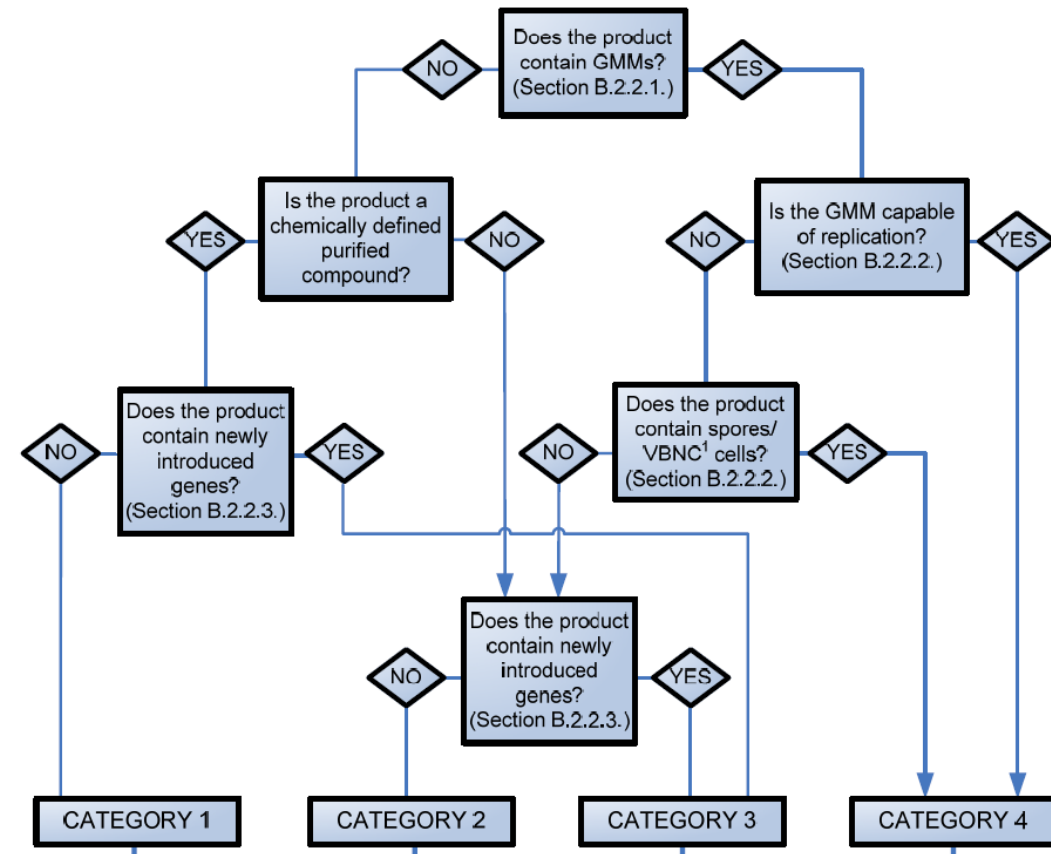 Does the product
contain GMMs?
(Section B.2.2.1.)
NO
YES
Is the product a
chemically defined
purified
compound?
YES
NO
Is the GMM capable
of replication?
(Section B.2.2.2.)
NO
YES
Does the product
contain newly
introduced
genes?
(Section B.2.2.3.)
NO
YES
Does the product
contain spores/
VBNC¹ cells?
(Section B.2.2.2.)
NO
YES
Does the product
contain newly
introduced
genes?
(Section B.2.2.3.)
NO
YES
CATEGORY 1
CATEGORY 2
CATEGORY 3
CATEGORY 4